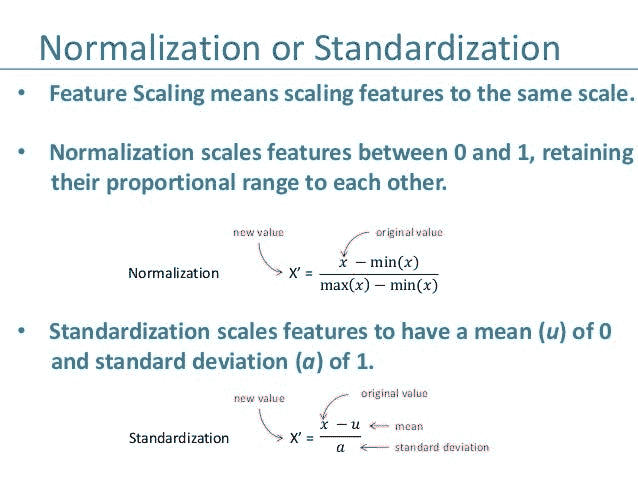 Normalization or Standardization
• Feature Scaling means scaling features to the same scale.
• Normalization scales features between 0 and 1, retaining
their proportional range to each other.
new value
original value
Normalization X’ = x − min(x)
max(x) − min(x)
• Standardization scales features to have a mean (u) of 0
and standard deviation (a) of 1.
new value
original value
Standardization X’ = x − u
mean
a
standard deviation